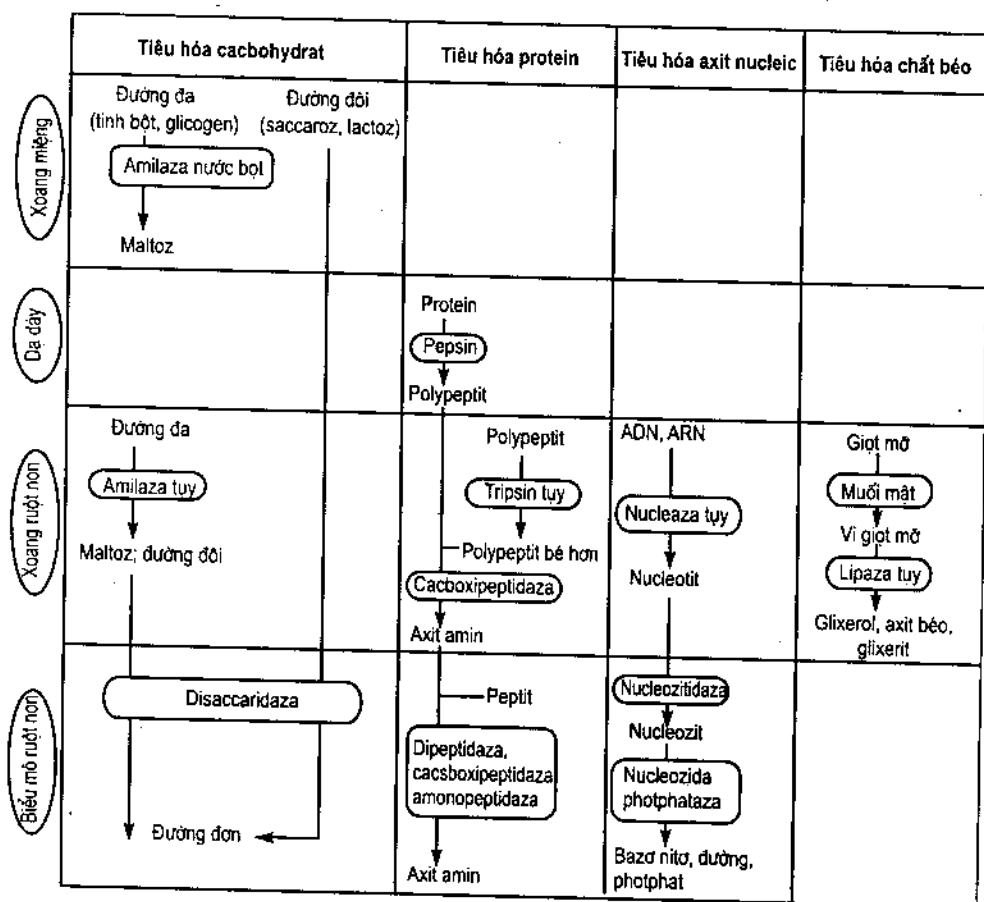 Tiêu hóa cacbohydrat
Tiêu hóa protein
Tiêu hóa axit nucleic
Tiêu hóa chất béo
Xoang miệng
Đường đa
(tinh bột, glicogen)
Đường đôi
(saccaroz, lactoz)
Amilaza nước bọt
Maltoz
Dạ dày
Protein
Pepsin
Polypeptit
Xoang ruột non
Đường đa
Amilaza tụy
Maltoz; đường đôi
Polypeptit
Tripsin tụy
Polypeptit bé hơn
Cacboxipeptidaza
Axit amin
ADN, ARN
Nucleaza tụy
Nucleotit
Giọt mỡ
Muối mật
Vi giọt mỡ
Lipaza tụy
Glixerol, axit béo,
glixerit
Biểu mô ruột non
Disaccaridaza
Đường đơn
Peptit
Dipeptidaza,
cacsboxipeptidaza
amonopeptidaza
Axit amin
Nucleozitidaza
Nucleozit
Nucleozida
photphataza
Bazơ nitơ, đường,
photphat